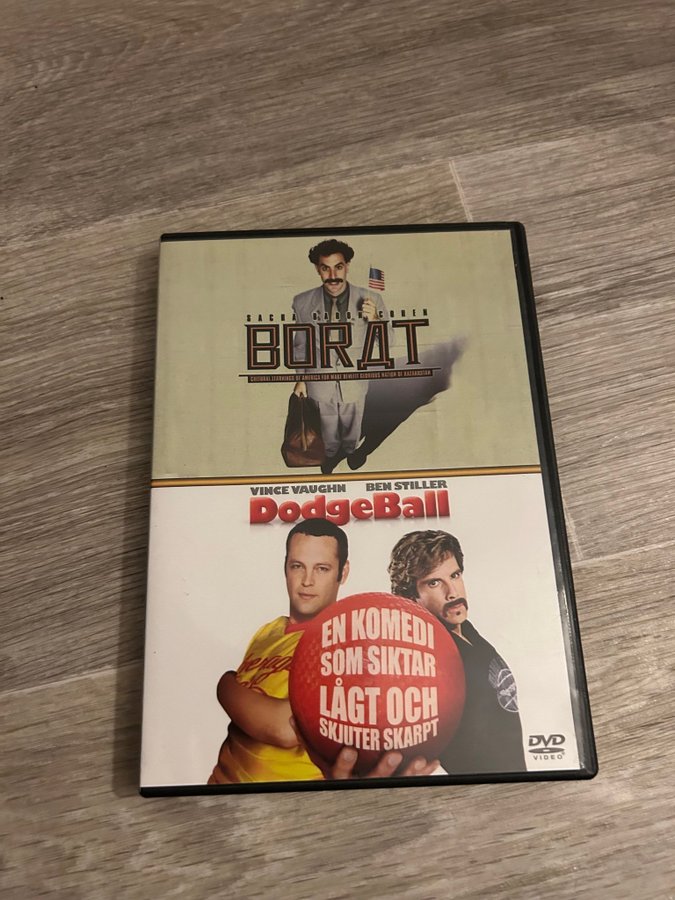 SACHA BARON COHEN
BORДT
CULTURAL LEARNINGS OF AMERICA FOR MAKE BENEFIT GLORIOUS NATION OF KAZAKHSTAN
VINCE VAUGHN BEN STILLER
DodgeBall
EN KOMEDI
SOM SIKTAR
LÅGT OCH
SKJUTER SKARPT
DVD
VIDEO